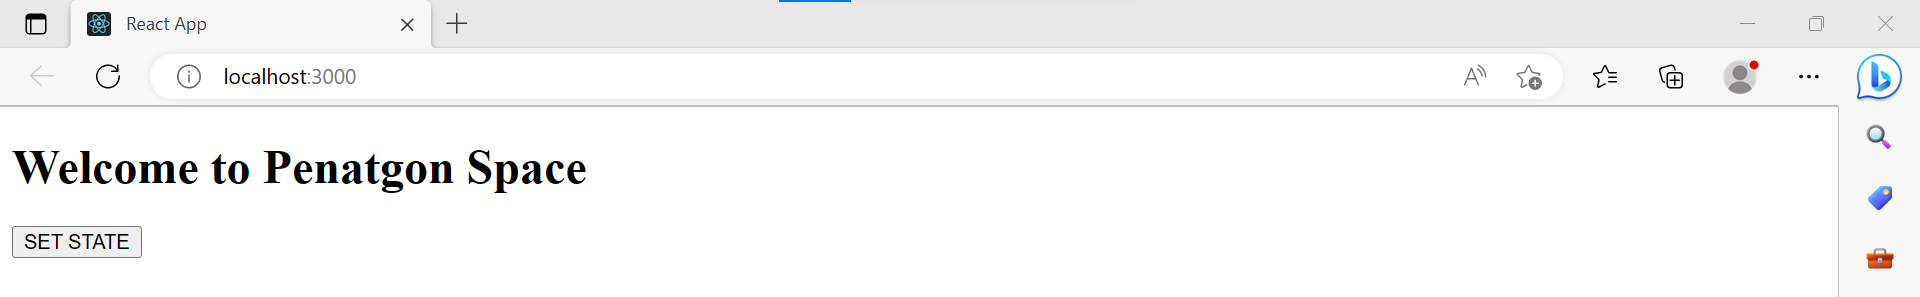 React App
localhost:3000
A
Welcome to Penatgon Space
SET STATE